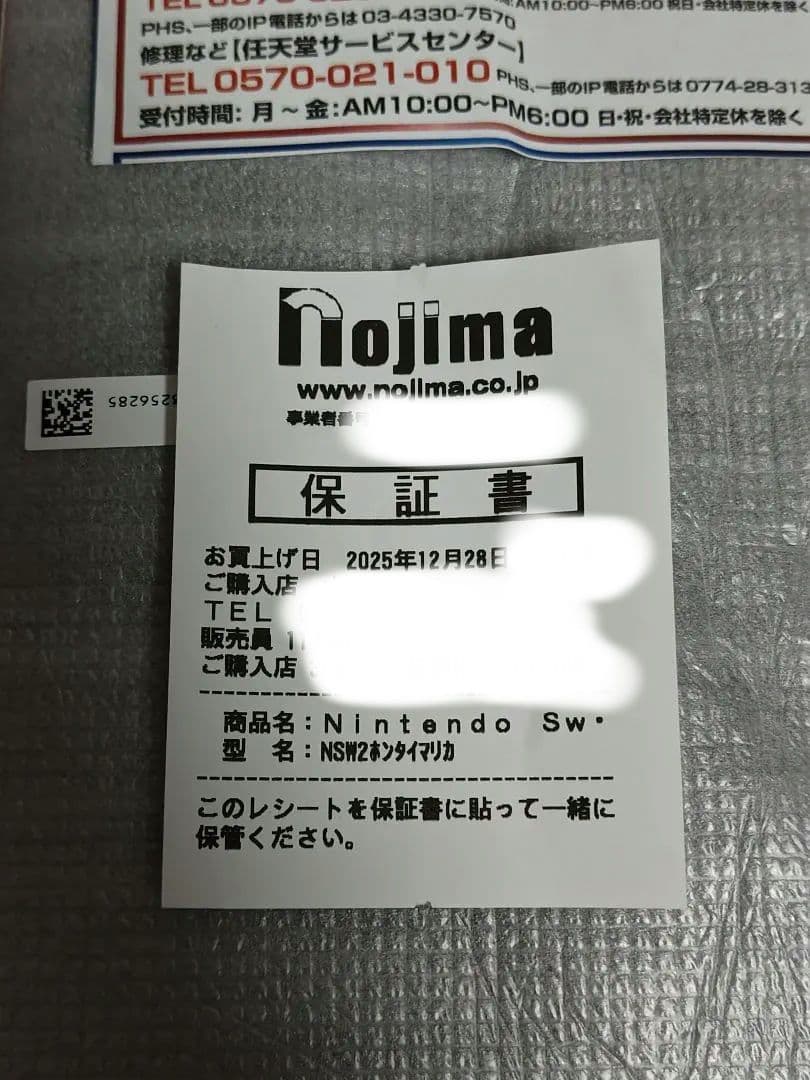 PHS、一部のIP電話からは 03-4330-7570
AM10:00~PM6:00 祝日・会社特定休を除く
修理など【任天堂サービスセンター】
TEL 0570-021-010 PHS、一部のIP電話からは 0774-28-313
受付時間: 月 ~ 金:AM10:00~PM6:00 日・祝・会社特定休を除く
nojima
www.nojima.co.jp
事業者番号
256285
保 証 書
お買上げ日 2025年12月28日
ご購入店
TEL
販売員 1
ご購入店
商品名:Nintendo Sw・
型 名:NSW2ホンタイマリカ
このレシートを保証書に貼って一緒に
保管ください。